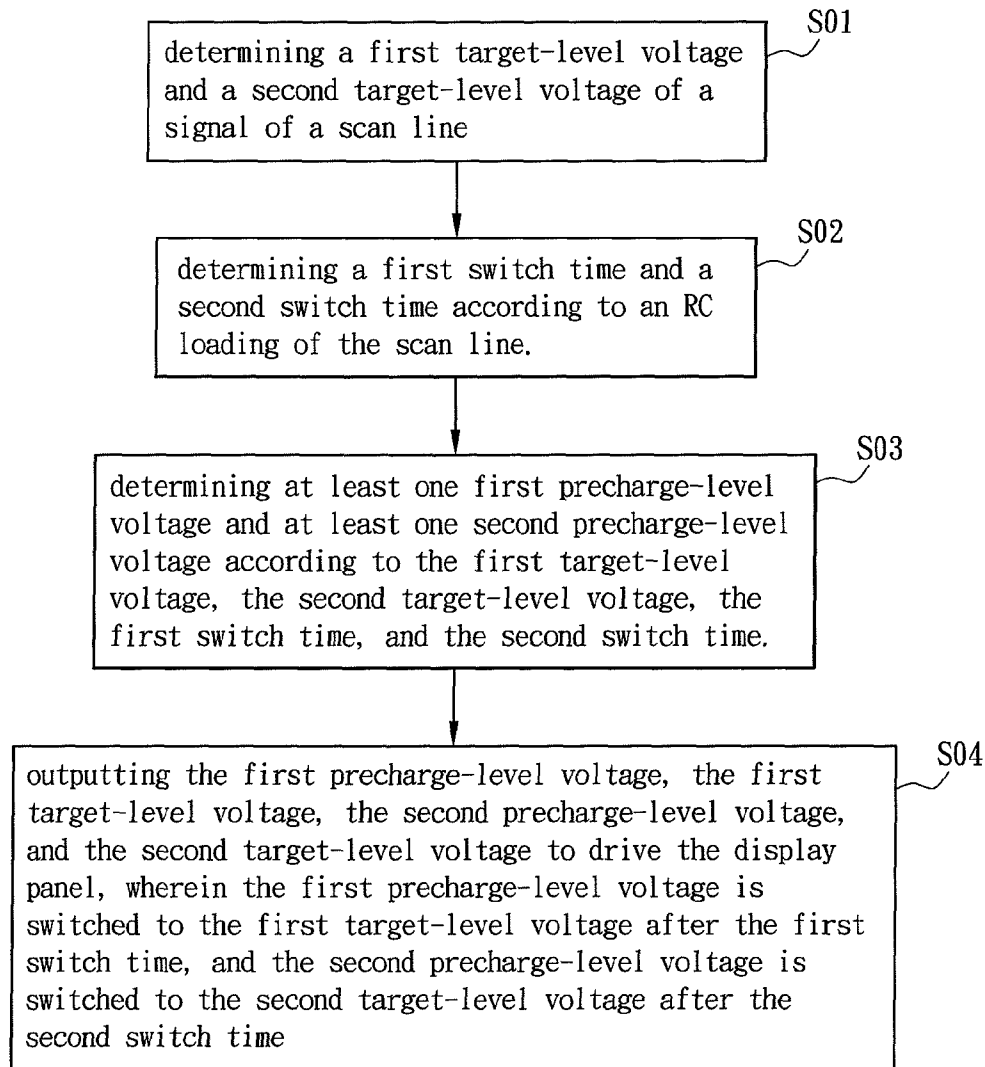 S01
determining a first target-level voltage
and a second target-level voltage of a
signal of a scan line
S02
determining a first switch time and a
second switch time according to an RC
loading of the scan line.
S03
determining at least one first precharge-level
voltage and at least one second precharge-level
voltage according to the first target-level
voltage, the second target-level voltage, the
first switch time, and the second switch time.
S04
outputting the first precharge-level voltage, the first
target-level voltage, the second precharge-level voltage,
and the second target-level voltage to drive the display
panel, wherein the first precharge-level voltage is
switched to the first target-level voltage after the first
switch time, and the second precharge-level voltage is
switched to the second target-level voltage after the
second switch time